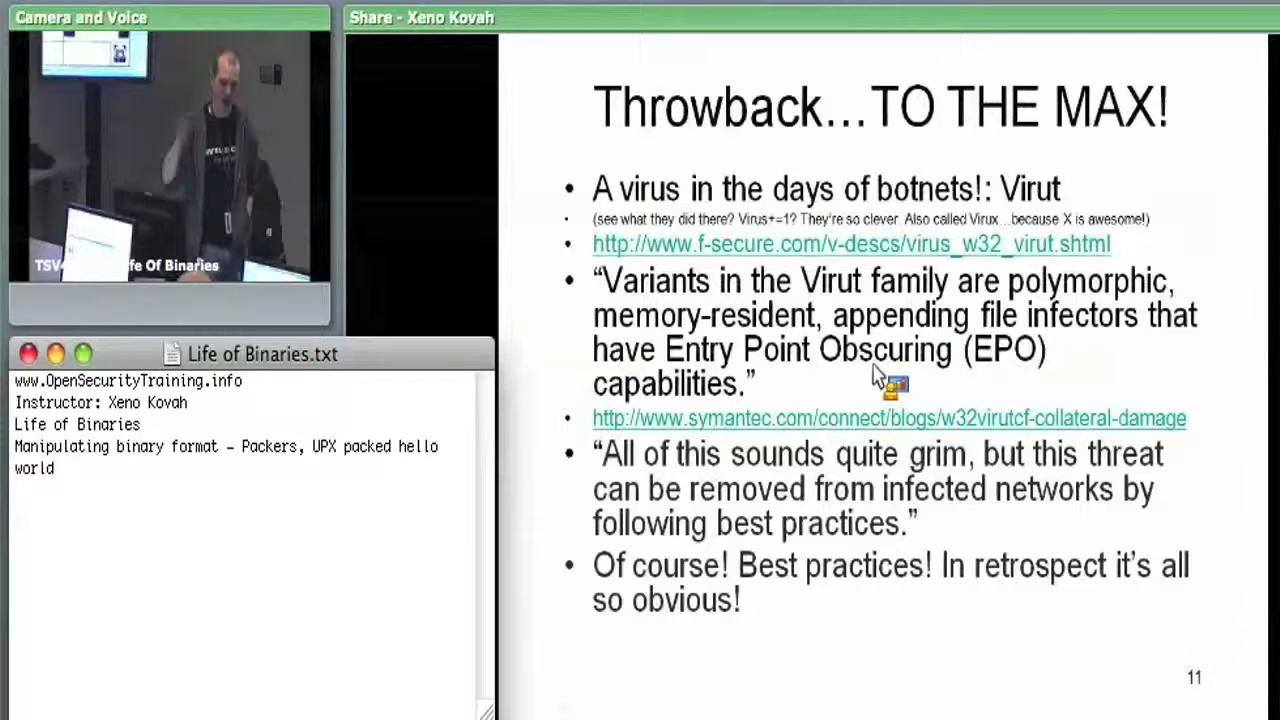 Camera and Voice
Share - Xeno Kovah
fe Of Binaries
Life of Binaries.txt
www.OpenSecurityTraining.info
Instructor: Xeno Kovah
Life of Binaries
Manipulating binary format - Packers, UPX packed hello
world
Throwback…TO THE MAX!
• A virus in the days of botnets!: Virut
• (see what they did there? Virus+=1? They're so clever. Also called Virux…because X is awesome!)
• http://www.f-secure.com/v-descs/virus_w32_virut.shtml
• “Variants in the Virut family are polymorphic,
memory-resident, appending file infectors that
have Entry Point Obscuring (EPO)
capabilities.”
• http://www.symantec.com/connect/blogs/w32virutcf-collateral-damage
• “All of this sounds quite grim, but this threat
can be removed from infected networks by
following best practices.”
• Of course! Best practices! In retrospect it’s all
so obvious!
11